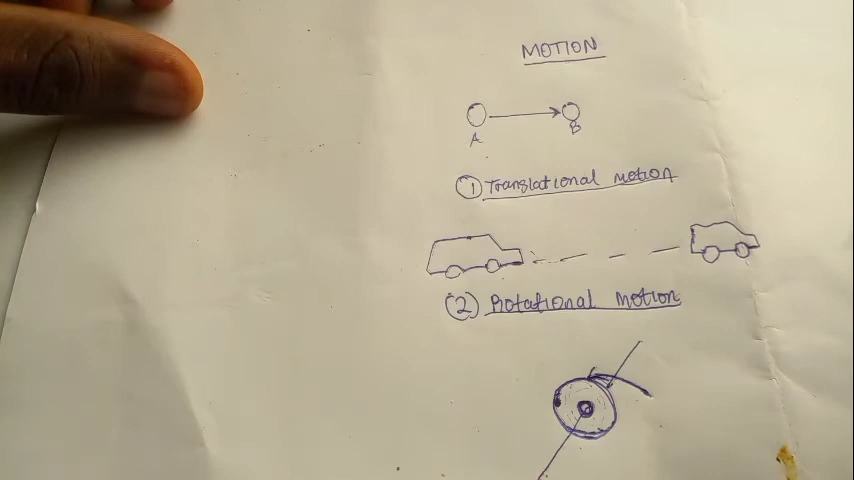 MOTION
A B
① Translational motion
(2) Rotational motion